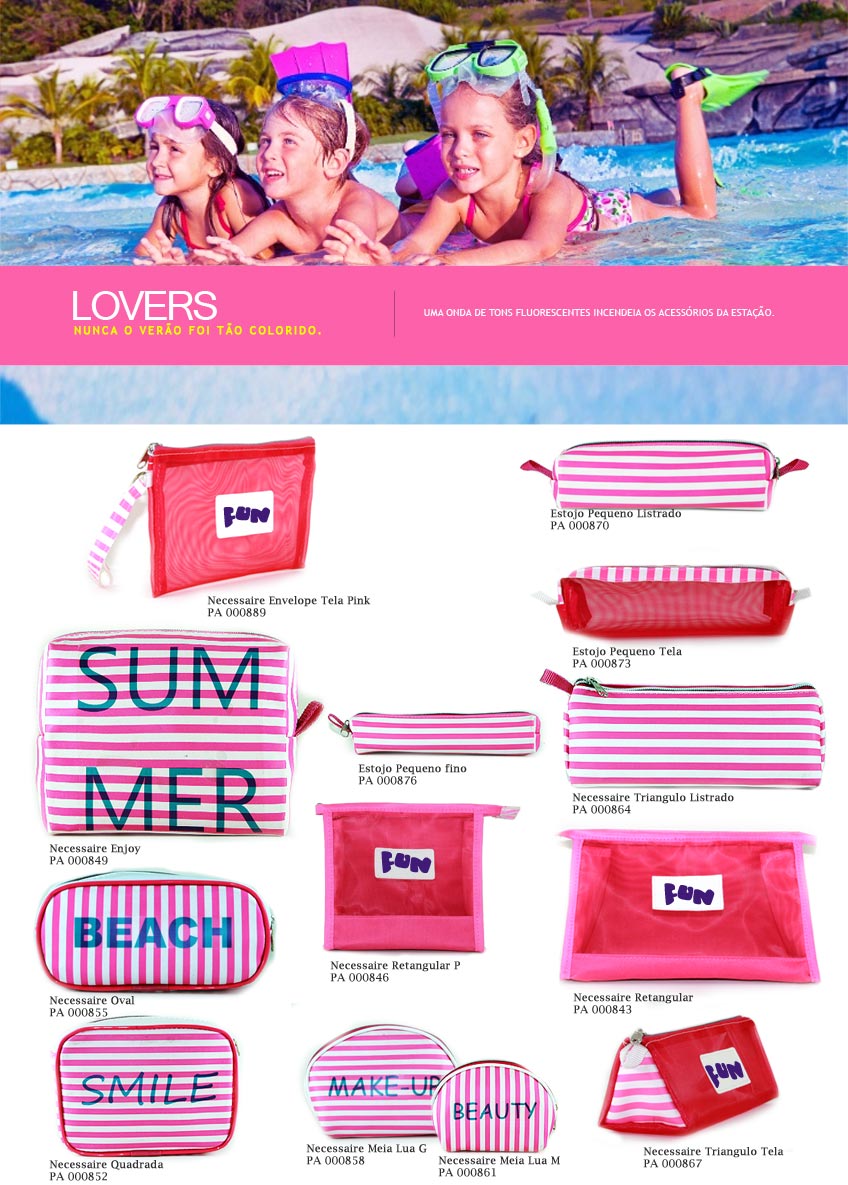 LOVERS
NUNCA O VERÃO FOI TÃO COLORIDO.
UMA ONDA DE TONS FLUORESCENTES INCENDEIA OS ACESSÓRIOS DA ESTAÇÃO.
FUN
Necessaire Envelope Tela Pink
PA 000889
Estojo Pequeno Listrado
PA 000870
Estojo Pequeno Tela
PA 000873
SUM
MER
Necessaire Enjoy
PA 000849
Estojo Pequeno fino
PA 000876
Necessaire Triangulo Listrado
PA 000864
BEACH
Necessaire Oval
PA 000855
FUN
Necessaire Retangular P
PA 000846
FUN
Necessaire Retangular
PA 000843
SMILE
Necessaire Quadrada
PA 000852
MAKE-UP
Necessaire Meia Lua G
PA 000858
BEAUTY
Necessaire Meia Lua M
PA 000861
FUN
Necessaire Triangulo Tela
PA 000867